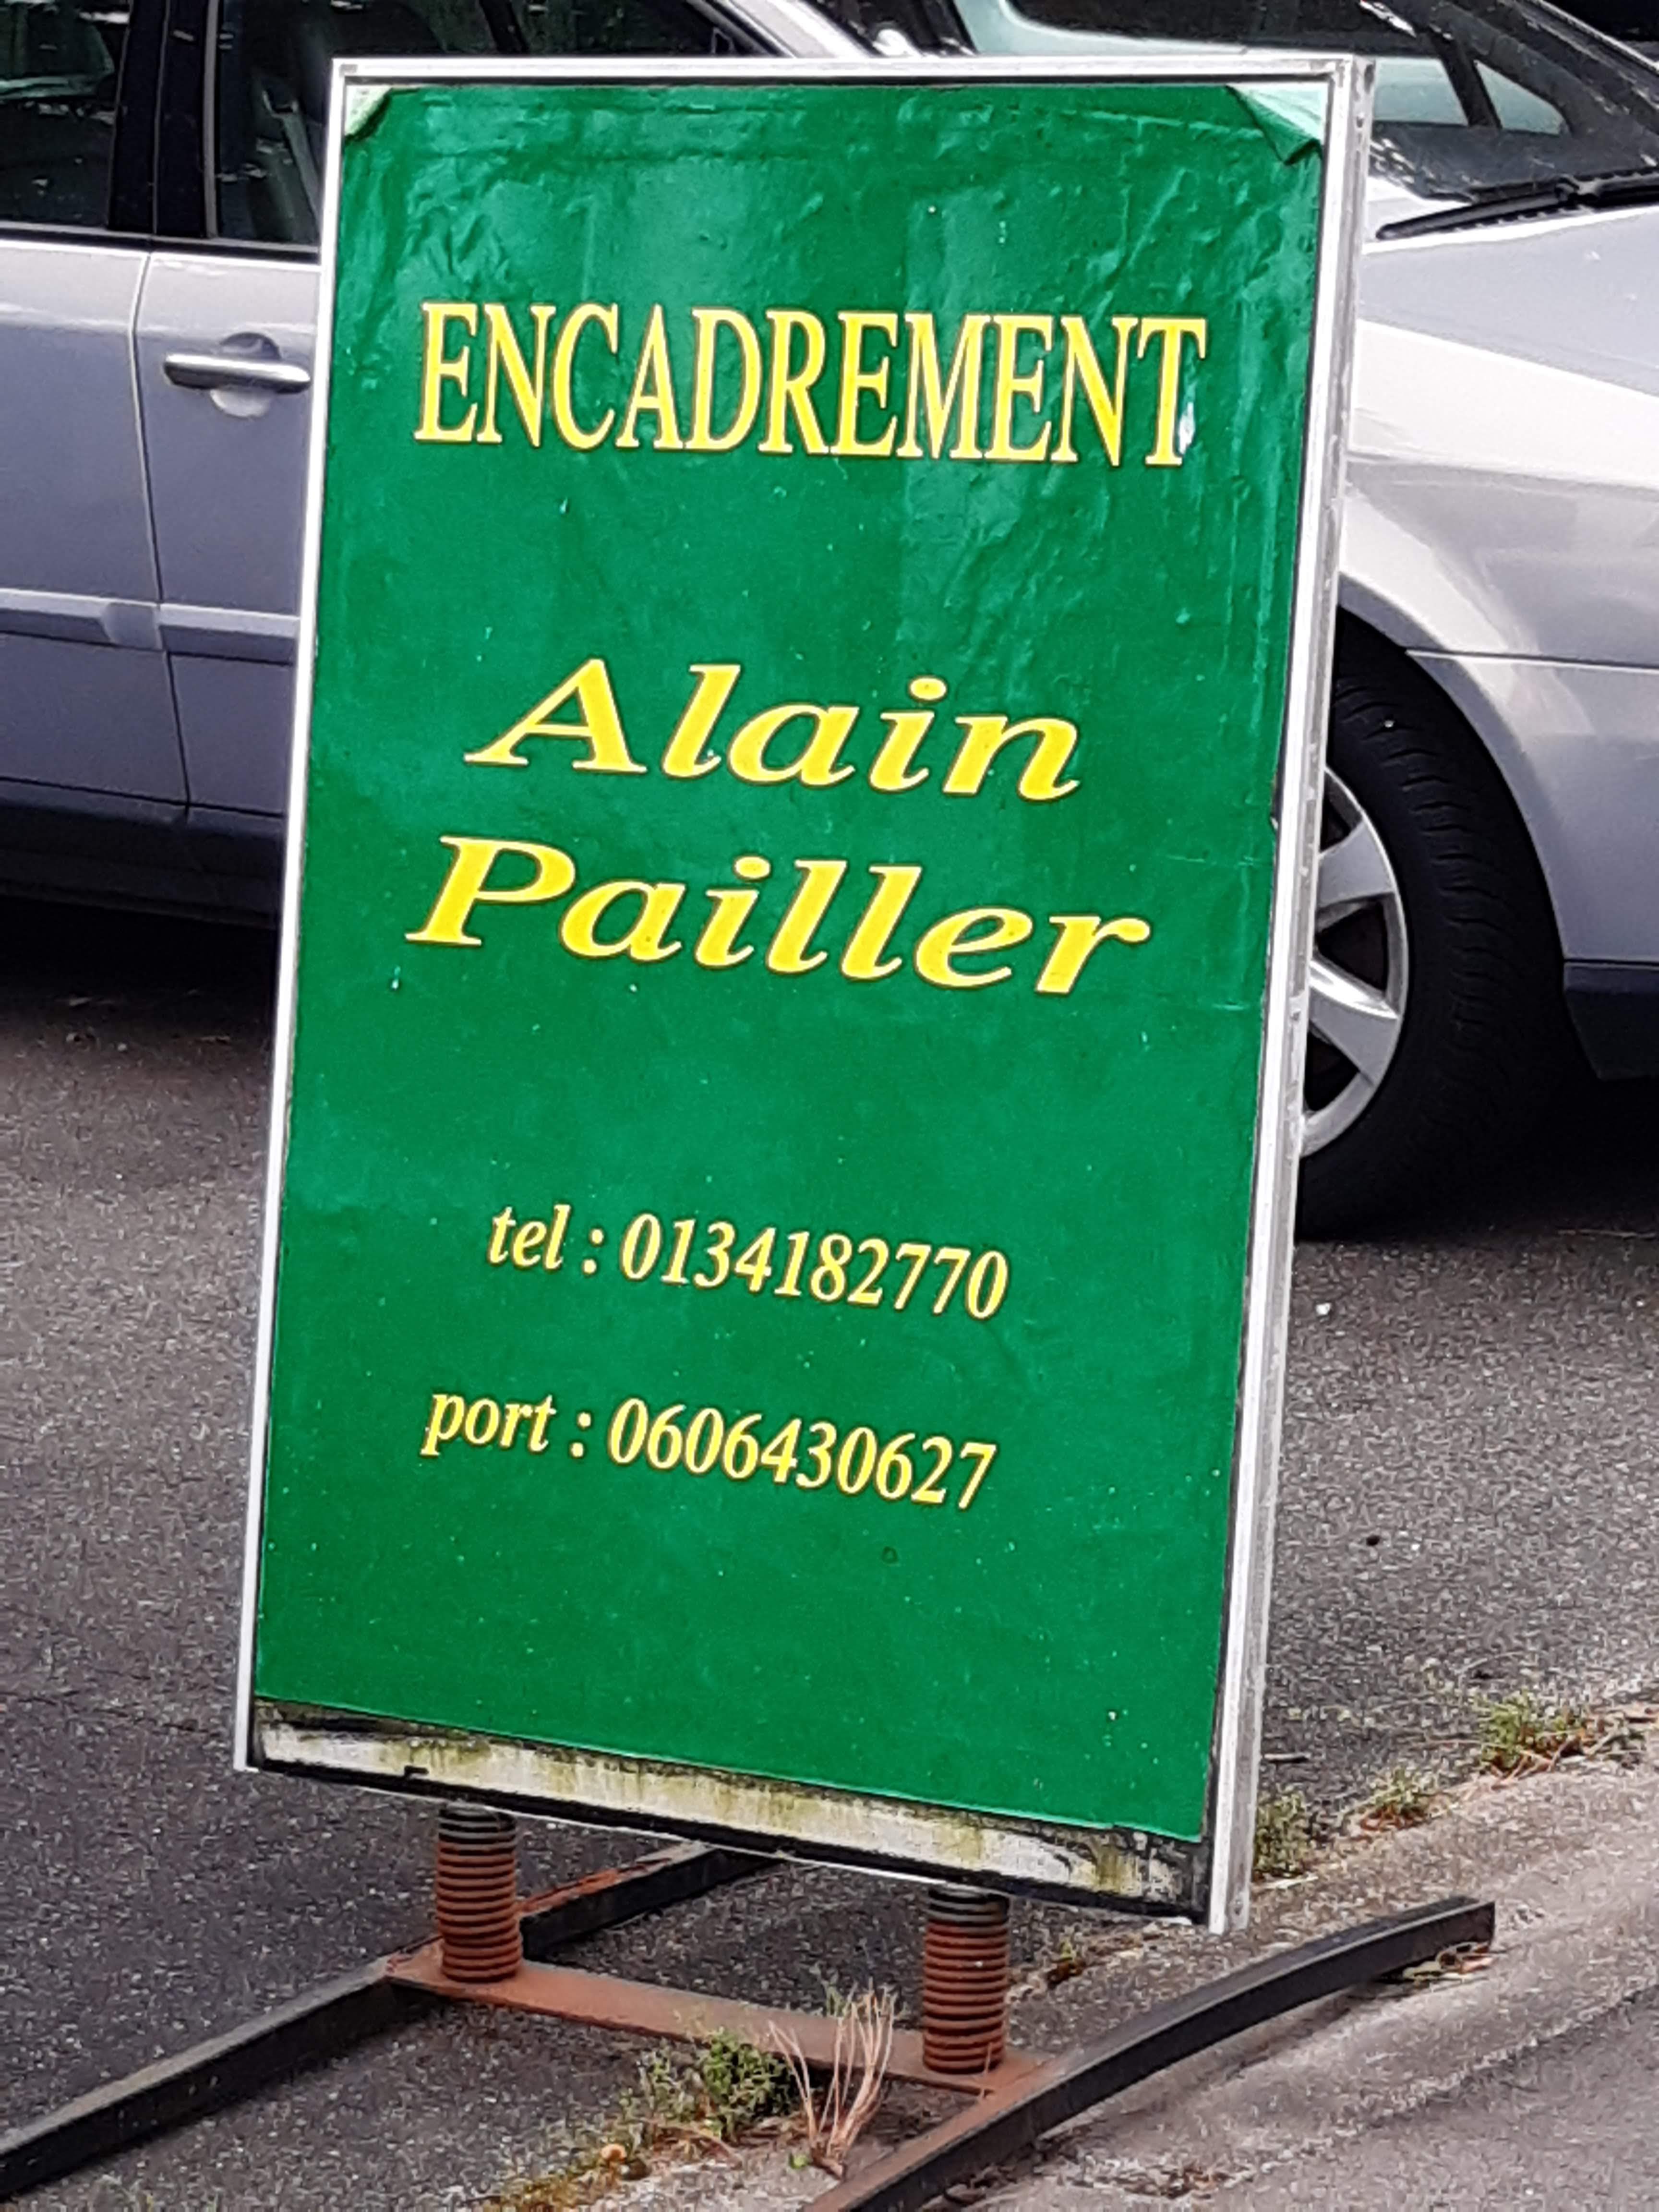 ENCADREMENT
Alain
Pailler
tel : 0134182770
port : 0606430627